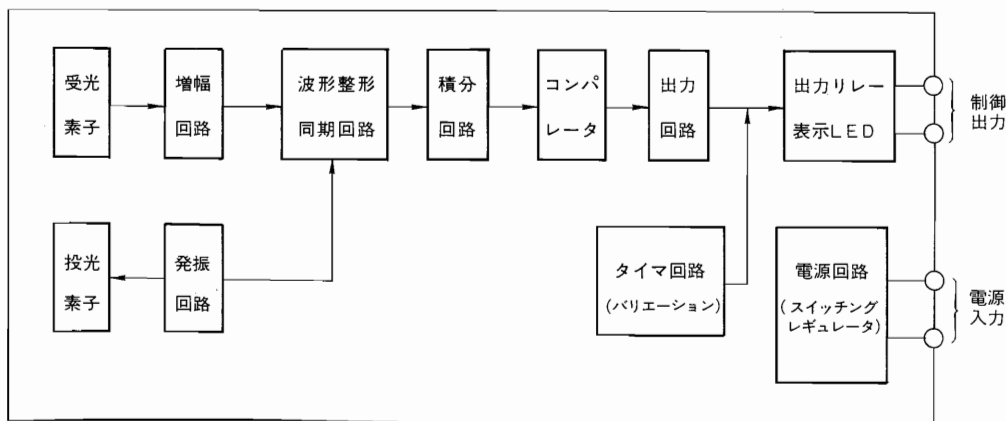 受光
素子
増幅
回路
波形整形
同期回路
積分
回路
コンパ
レータ
出力
回路
出力リレー
表示LED
制御
出力
投光
素子
発振
回路
タイマ回路
(バリエーション)
電源回路
(スイッチング
レギュレータ)
電源
入力